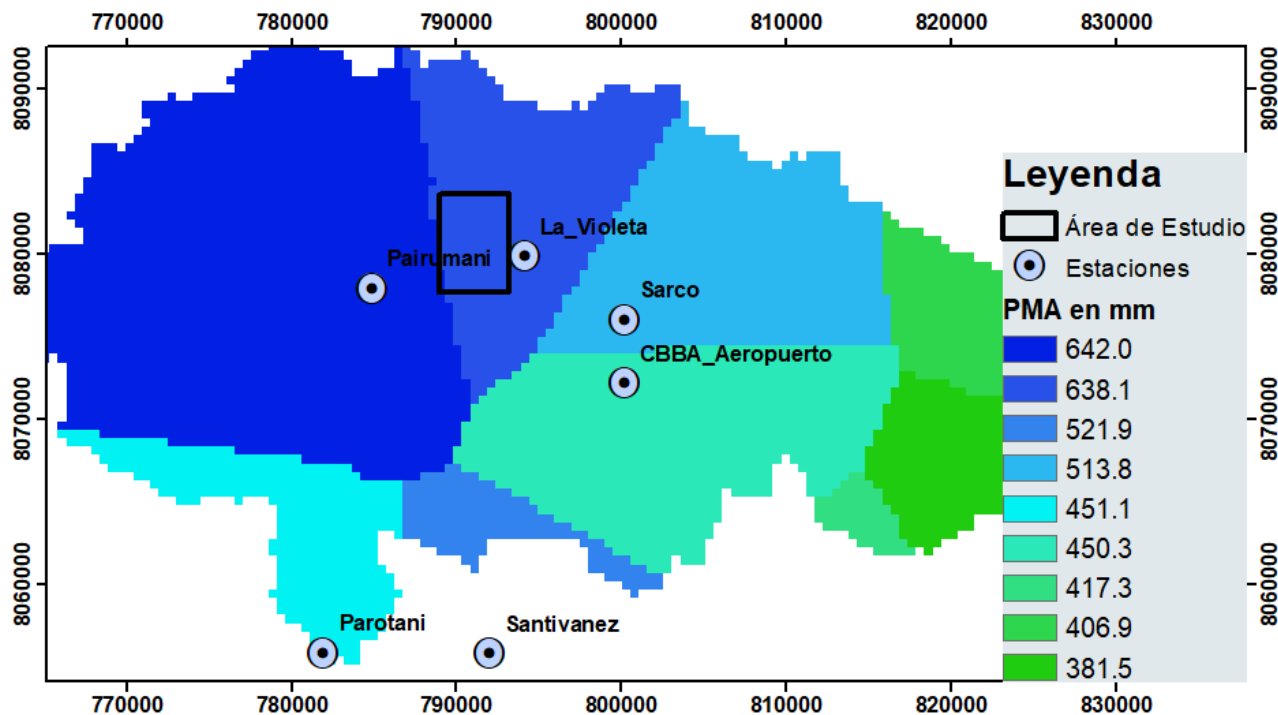 770000 780000 790000 800000 810000 820000 830000
8090000
8080000
8070000
8060000
La_Violeta
Pairumani
Sarco
CBBA_Aeropuerto
Parotani
Santivanez
Leyenda
Área de Estudio
Estaciones
PMA en mm
642.0
638.1
521.9
513.8
451.1
450.3
417.3
406.9
381.5
8090000
8080000
8070000
8060000
770000 780000 790000 800000 810000 820000 830000